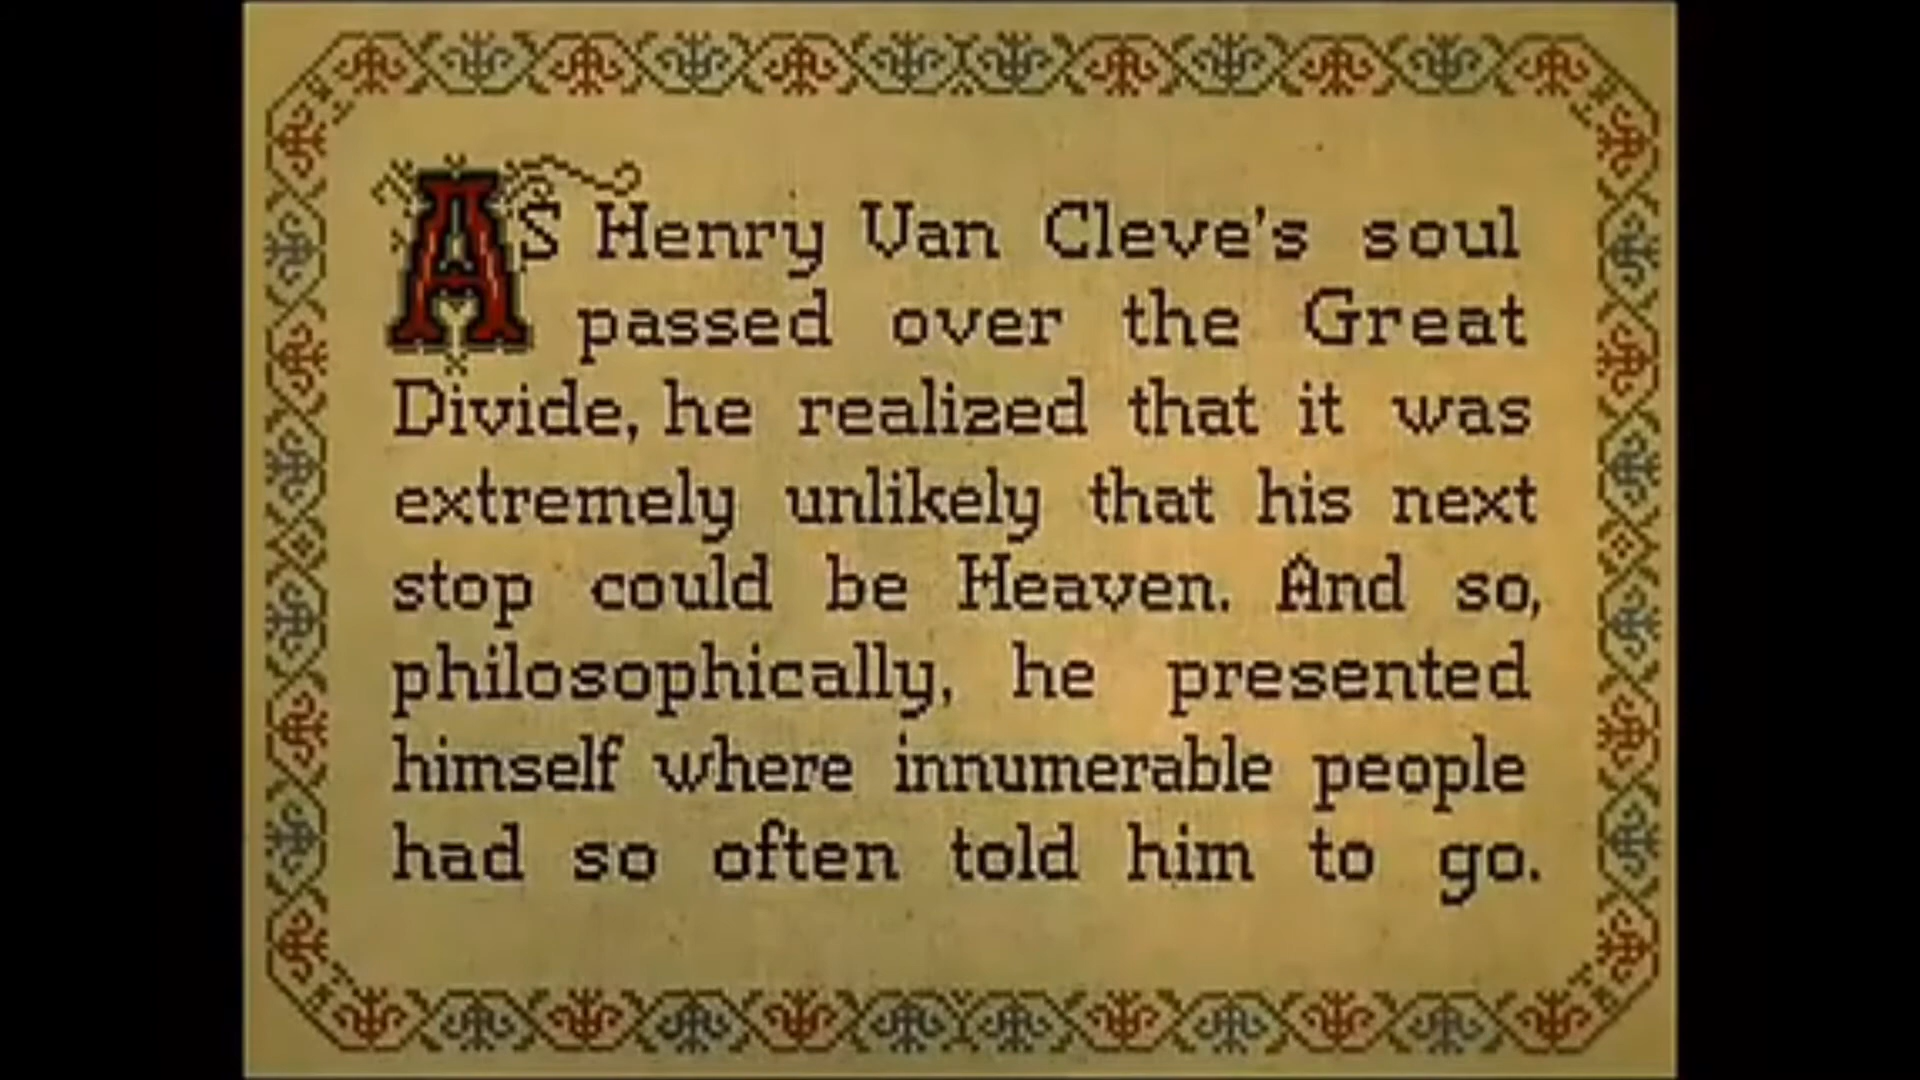 AS Henry Van Cleve's soul
passed over the Great
Divide, he realized that it was
extremely unlikely that his next
stop could be Heaven. And so,
philosophically, he presented
himself where innumerable people
had so often told him to go.